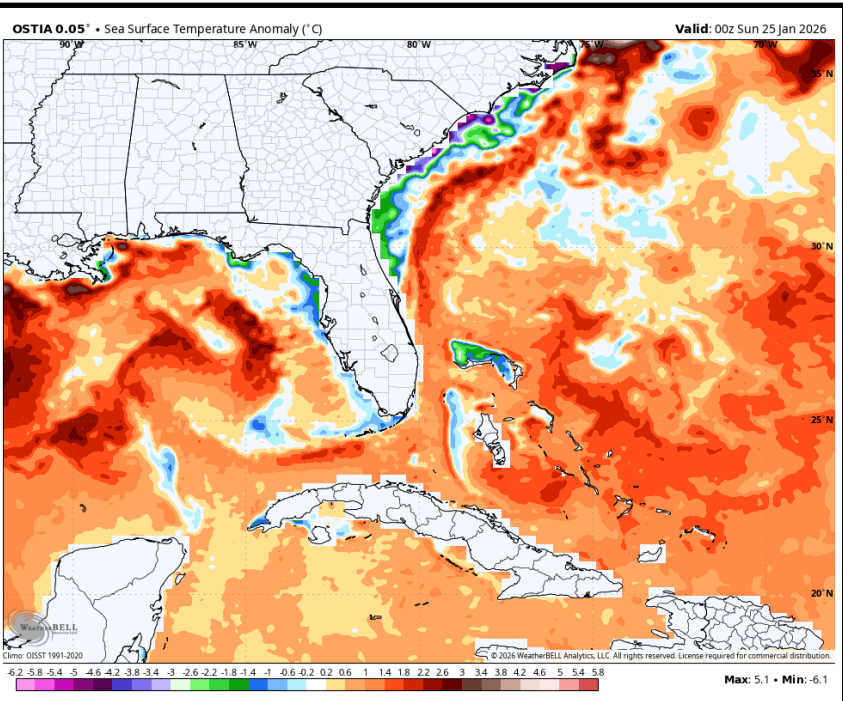 OSTIA 0.05° • Sea Surface Temperature Anomaly (°C)
Valid: 00z Sun 25 Jan 2026
90°W 85°W 80°W 75°W 70°W
35°N
30°N
25°N
20°N
WEATHERBELL
Climo: OISST 1991-2020
© 2026 WeatherBELL Analytics, LLC. All rights reserved. License required for commercial distribution.
-6.2 -5.8 -5.4 -5 -4.6 -4.2 -3.8 -3.4 -3 -2.6 -2.2 -1.8 -1.4 -1 -0.6 -0.2 0.2 0.6 1 1.4 1.8 2.2 2.6 3 3.4 3.8 4.2 4.6 5 5.4 5.8
Max: 5.1 • Min: -6.1